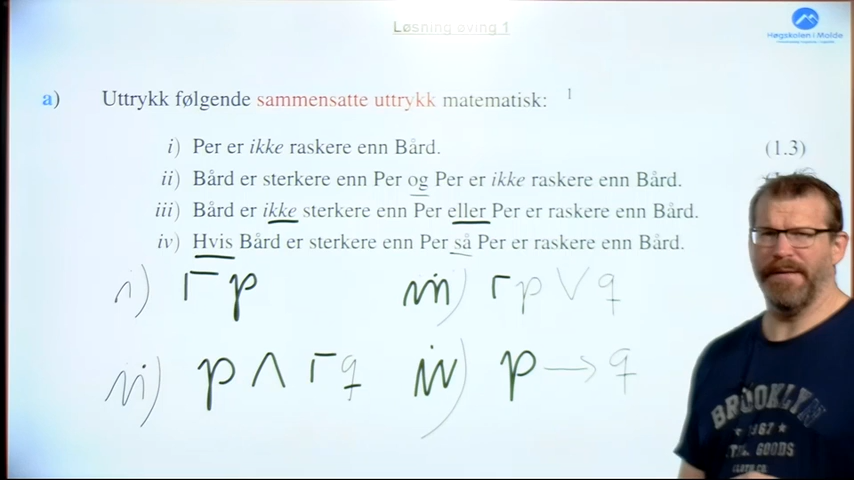 Løsning øving 1
Høgskolen i Molde
a) Uttrykk følgende sammensatte uttrykk matematisk: 1
i) Per er ikke raskere enn Bård. (1.3)
ii) Bård er sterkere enn Per og Per er ikke raskere enn Bård.
iii) Bård er ikke sterkere enn Per eller Per er raskere enn Bård.
iv) Hvis Bård er sterkere enn Per så Per er raskere enn Bård.
i) ¬p iii) ¬p ∨ q
ii) p ∧ ¬q iv) p → q
BROOKLYN
1967
GOODS